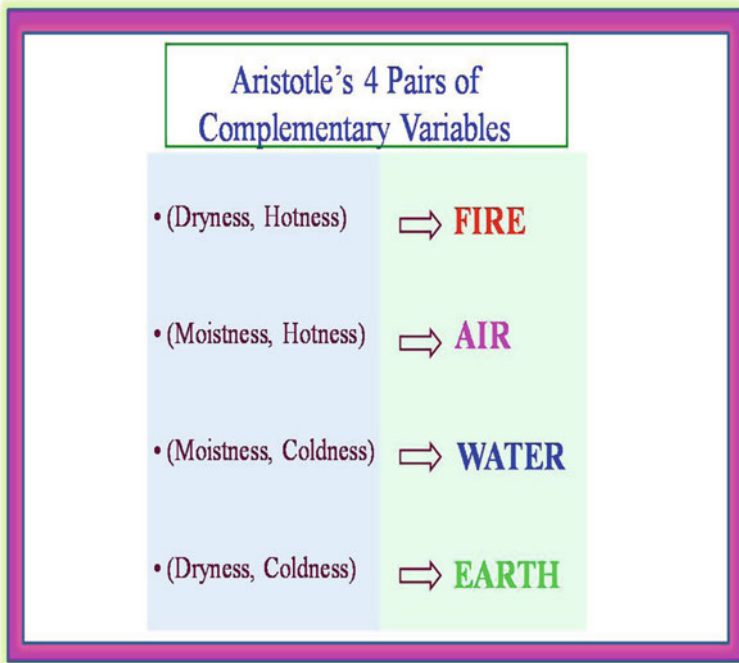 Aristotle's 4 Pairs of
Complementary Variables
• (Dryness, Hotness) ⇨ FIRE
• (Moistness, Hotness) ⇨ AIR
• (Moistness, Coldness) ⇨ WATER
• (Dryness, Coldness) ⇨ EARTH